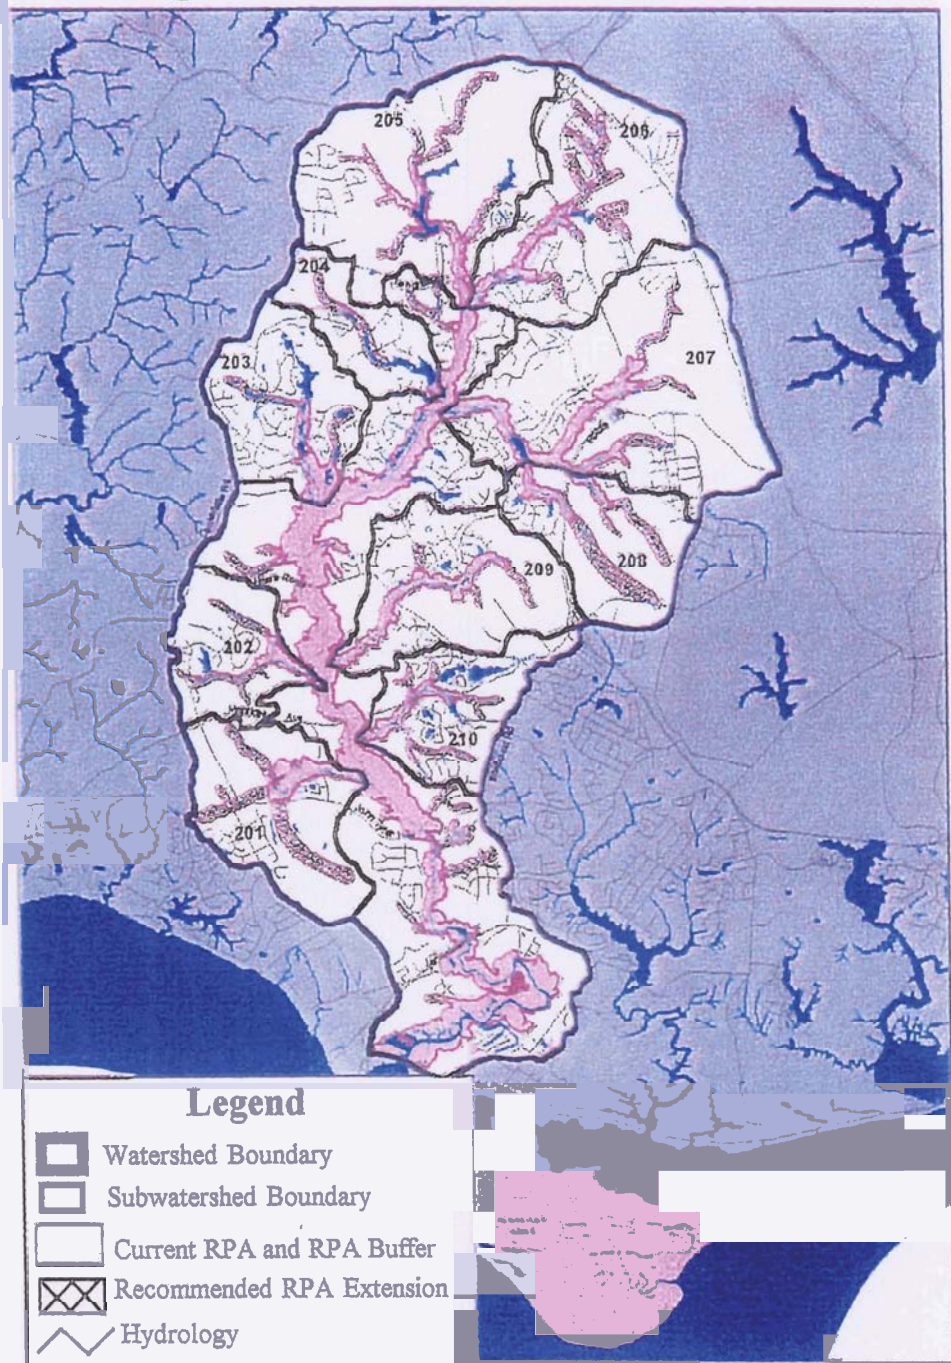 205
206
204
207
203
208
209
202
210
201
Legend
Watershed Boundary
Subwatershed Boundary
Current RPA and RPA Buffer
Recommended RPA Extension
Hydrology